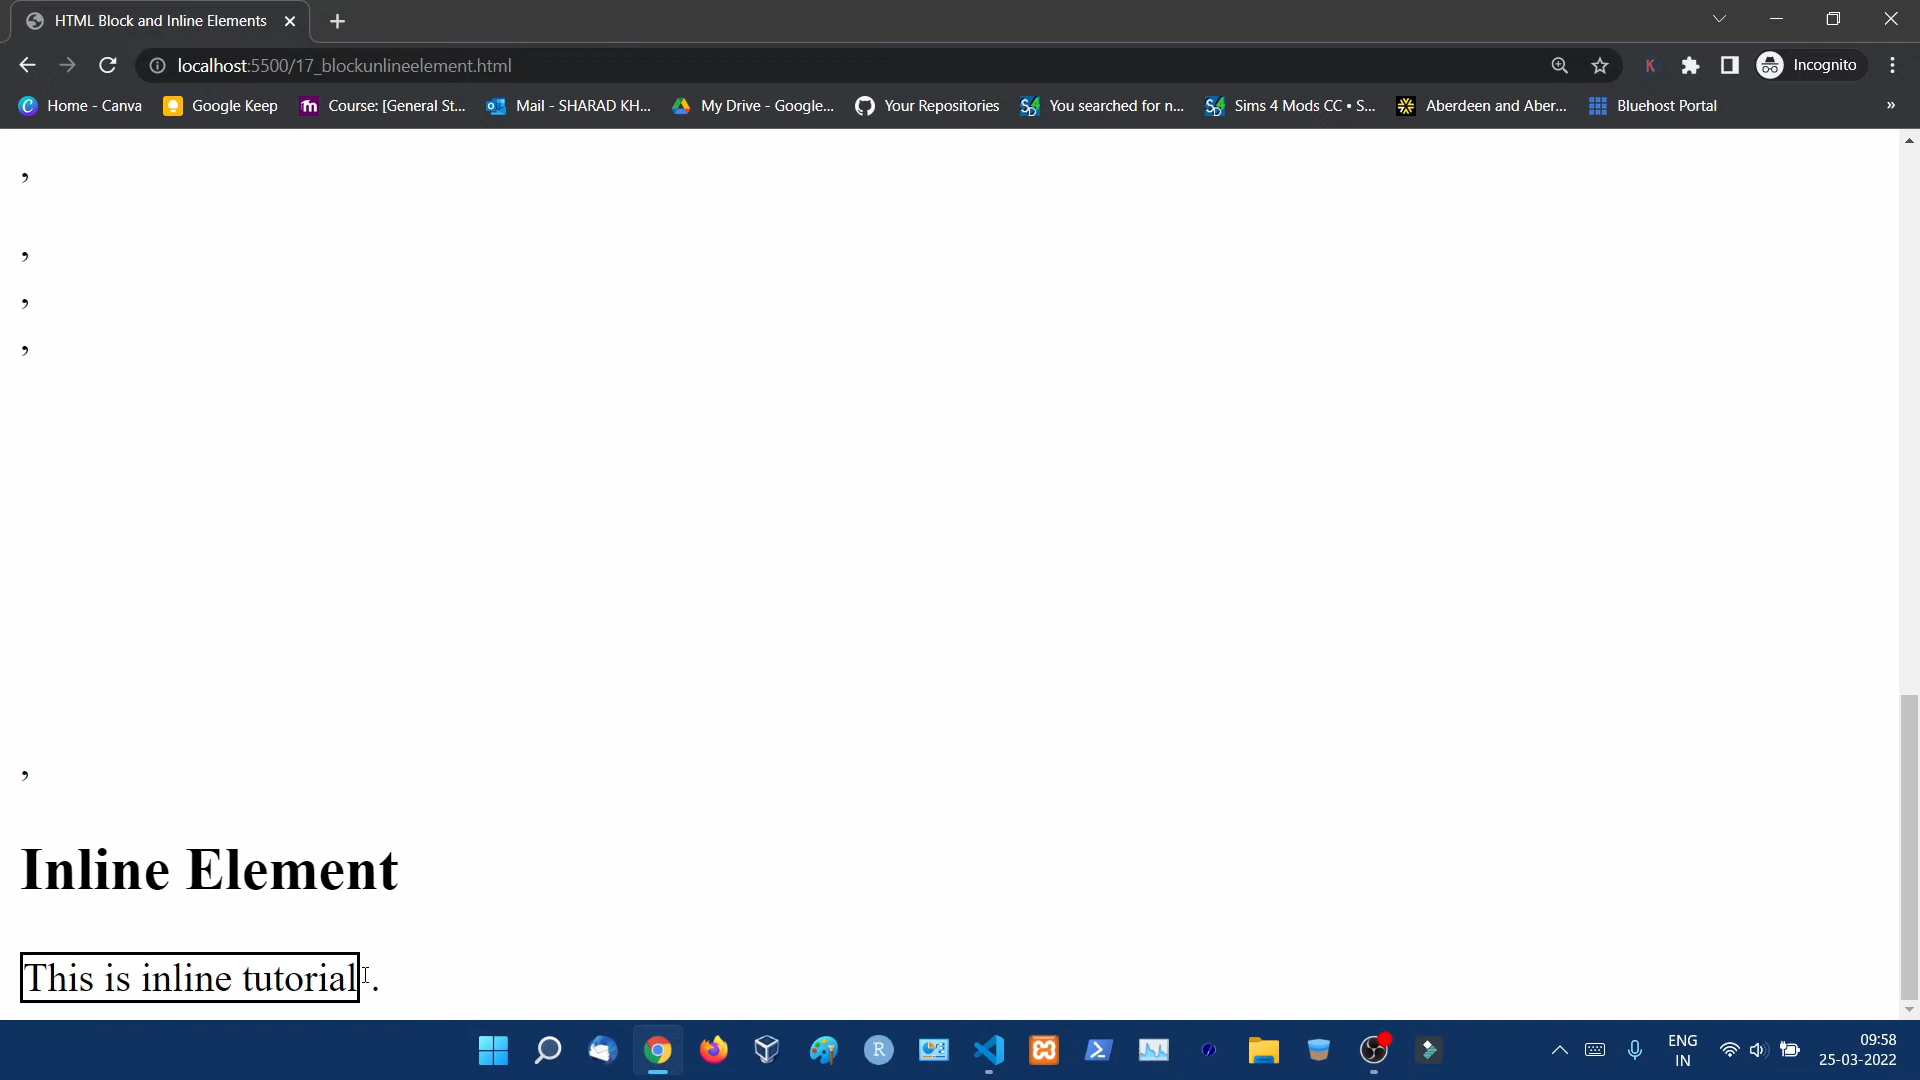 HTML Block and Inline Elements
localhost:5500/17_blockunlineelement.html
K
Incognito
Home - Canva
Google Keep
Course: [General St...
Mail - SHARAD KH...
My Drive - Google...
Your Repositories
You searched for n...
Sims 4 Mods CC • S...
Aberdeen and Aber...
Bluehost Portal
»
,
,
,
,
,
Inline Element
This is inline tutorial .
R
ENG
IN
09:58
25-03-2022